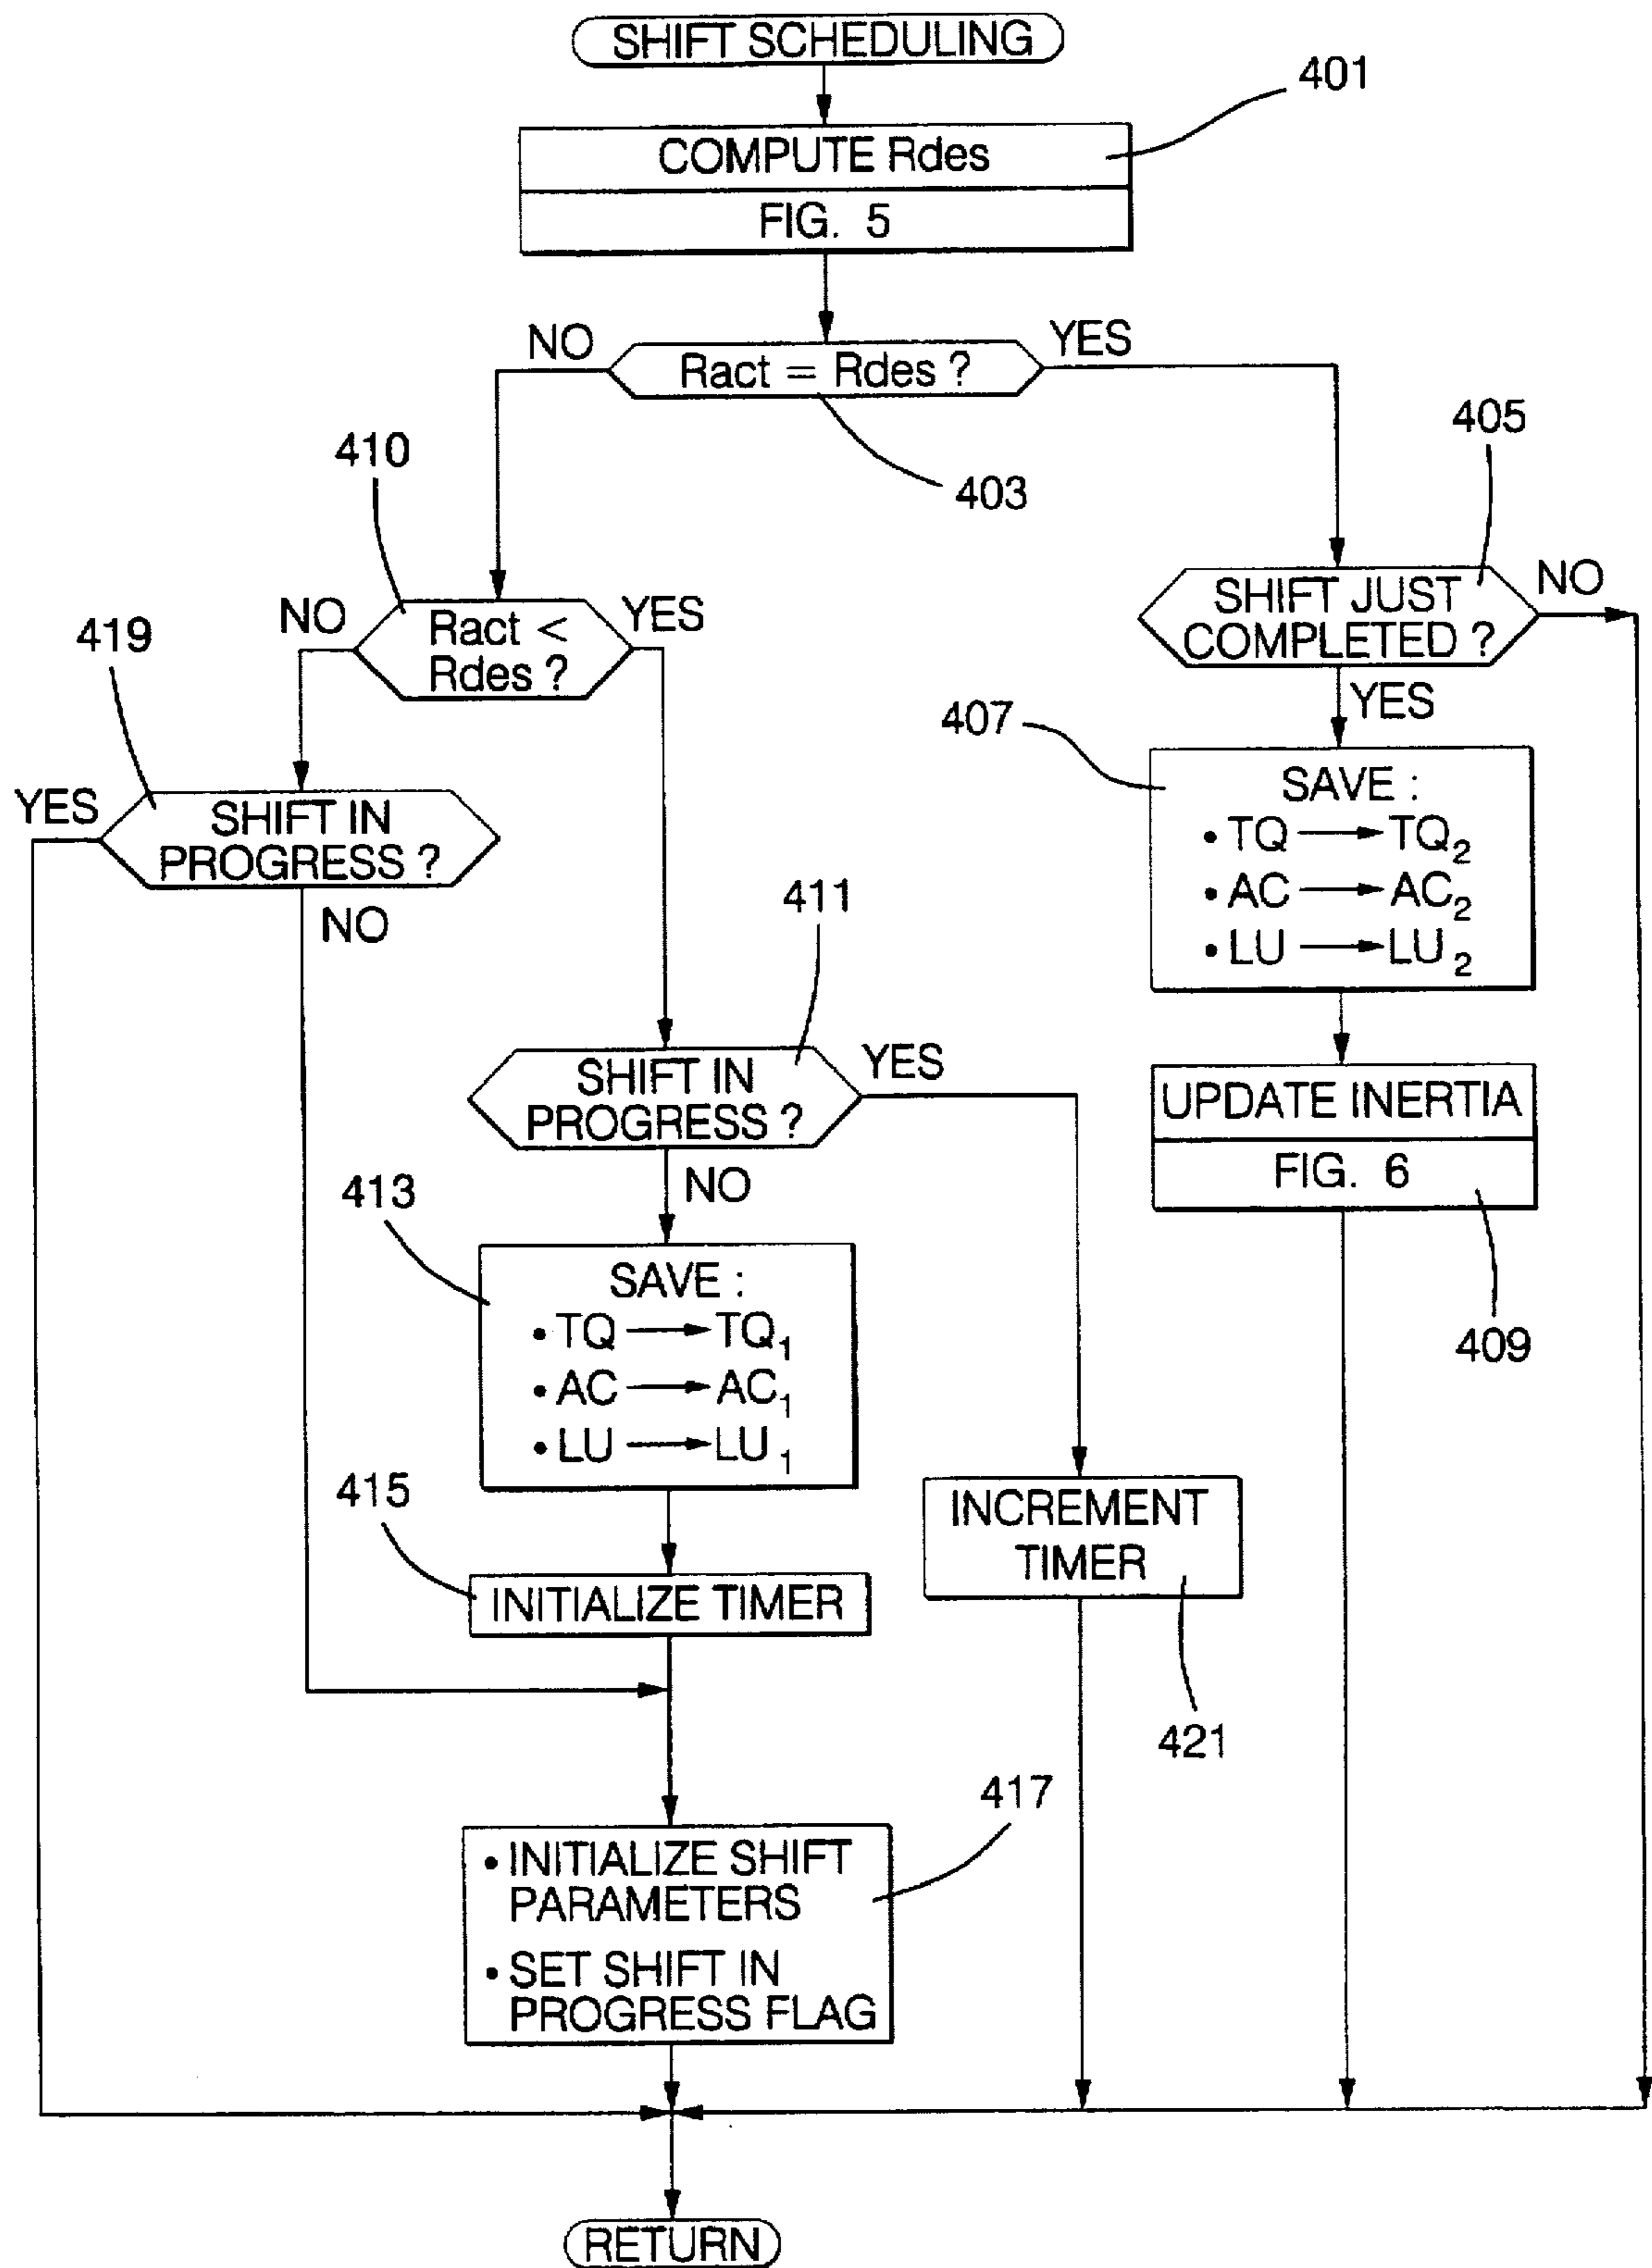 SHIFT SCHEDULING
401
COMPUTE Rdes
FIG. 5
NO
YES
Ract = Rdes ?
403
405
410
SHIFT JUST
COMPLETED ?
NO
YES
NO
Ract <
Rdes ?
YES
419
407
SAVE :
• TQ → TQ₂
• AC → AC₂
• LU → LU₂
YES
SHIFT IN
PROGRESS ?
NO
411
SHIFT IN
PROGRESS ?
YES
NO
UPDATE INERTIA
FIG. 6
409
413
SAVE :
• TQ → TQ₁
• AC → AC₁
• LU → LU₁
415
INITIALIZE TIMER
INCREMENT
TIMER
421
417
• INITIALIZE SHIFT
PARAMETERS
• SET SHIFT IN
PROGRESS FLAG
RETURN